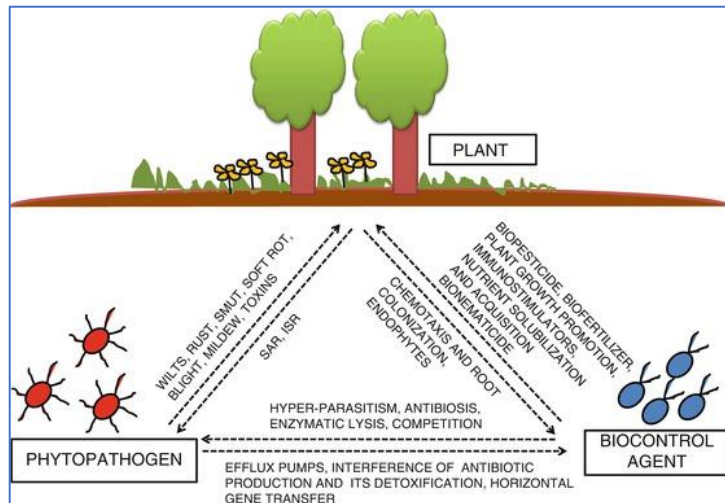 PLANT
WILTS, RUST, SMUT, SOFT ROT,
BLIGHT, MILDEW, TOXINS
SAR, ISR
BIOPESTICIDE, BIOFERTILIZER,
PLANT GROWTH PROMOTION,
IMMUNOSTIMULATORS
NUTRIENT SOLUBILIZATION
AND ACQUISITION
BIONEMATICIDE
CHEMOTAXIS AND ROOT
COLONIZATION,
ENDOPHYTES
HYPER-PARASITISM, ANTIBIOSIS,
ENZYMATIC LYSIS, COMPETITION
PHYTOPATHOGEN
BIOCONTROL
AGENT
EFFLUX PUMPS, INTERFERENCE OF ANTIBIOTIC
PRODUCTION AND ITS DETOXIFICATION, HORIZONTAL
GENE TRANSFER